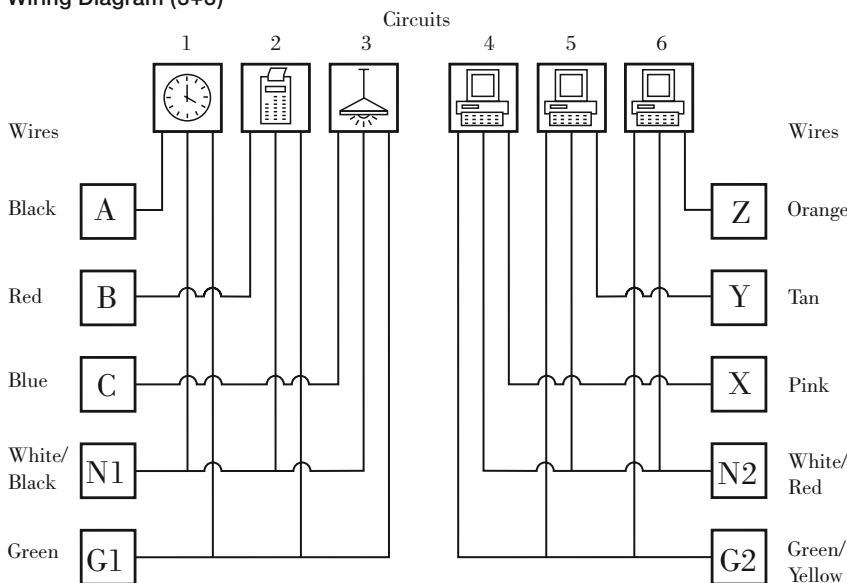 Wiring Diagram (3+3)
Circuits
1 2 3 4 5 6
Wires Wires
Black A Z Orange
Red B Y Tan
Blue C X Pink
White/
Black N1 N2 White/
Red
Green G1 G2 Green/
Yellow